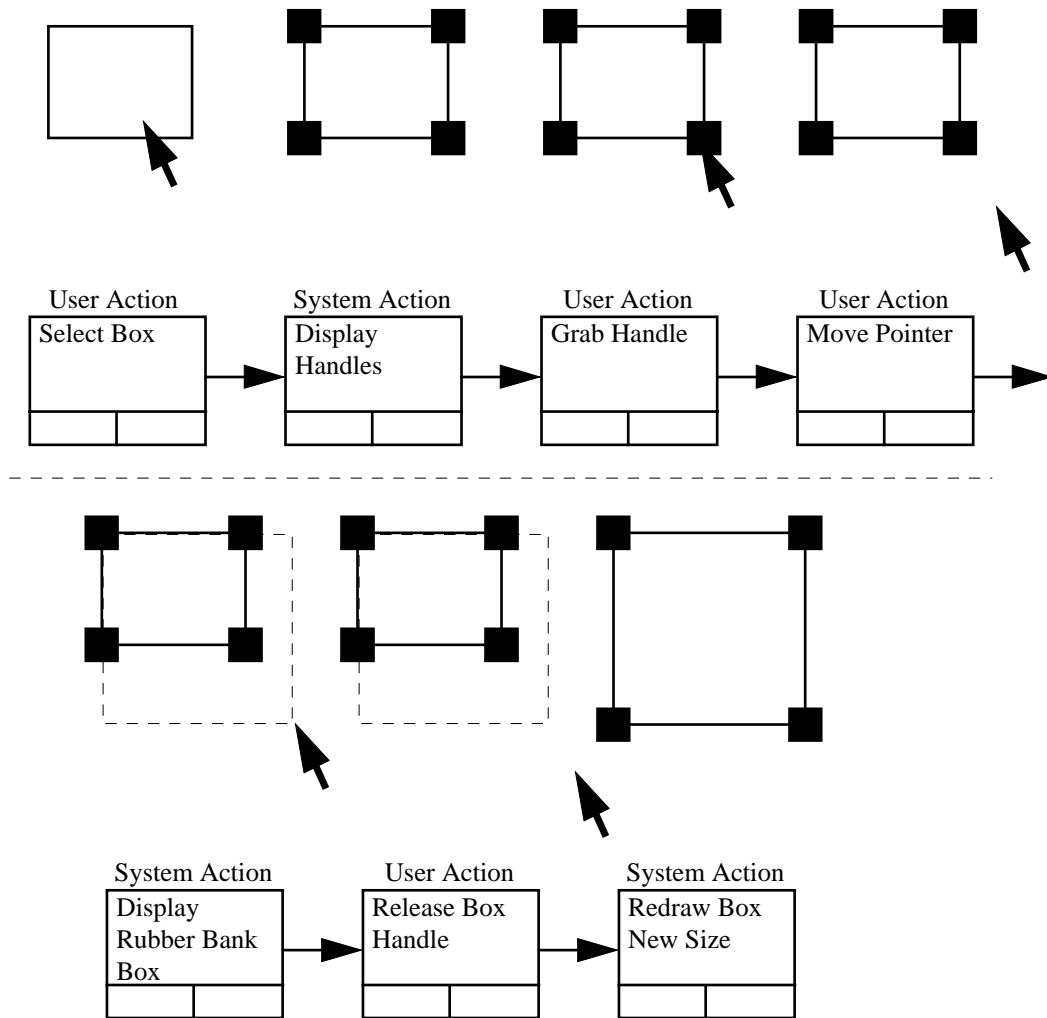 User Action
Select Box
System Action
Display
Handles
User Action
Grab Handle
User Action
Move Pointer
System Action
Display
Rubber Bank
Box
User Action
Release Box
Handle
System Action
Redraw Box
New Size